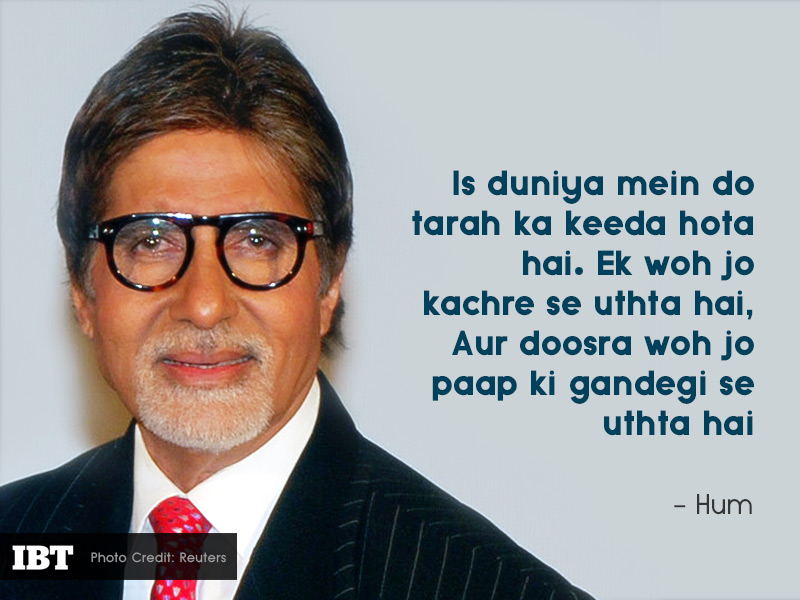 Is duniya mein do
tarah ka keeda hota
hai. Ek woh jo
kachre se uthta hai,
Aur doosra woh jo
paap ki gandegi se
uthta hai
– Hum
IBT Photo Credit: Reuters